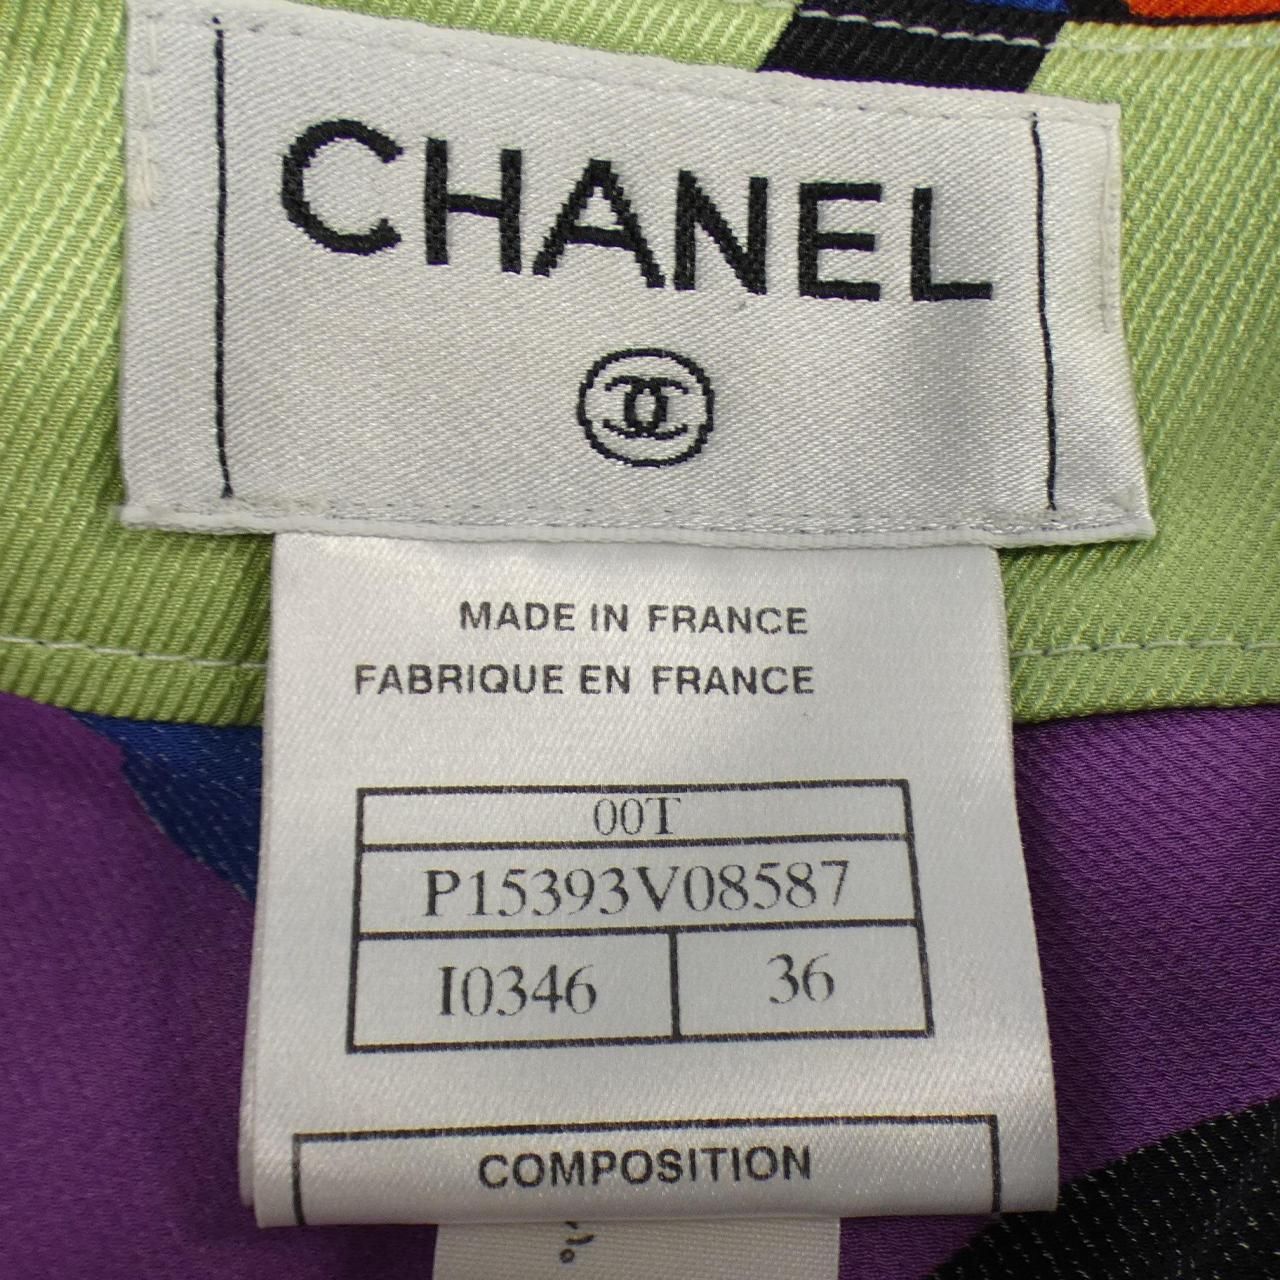 CHANEL
MADE IN FRANCE
FABRIQUE EN FRANCE
00T
P15393V08587
I0346 36
COMPOSITION